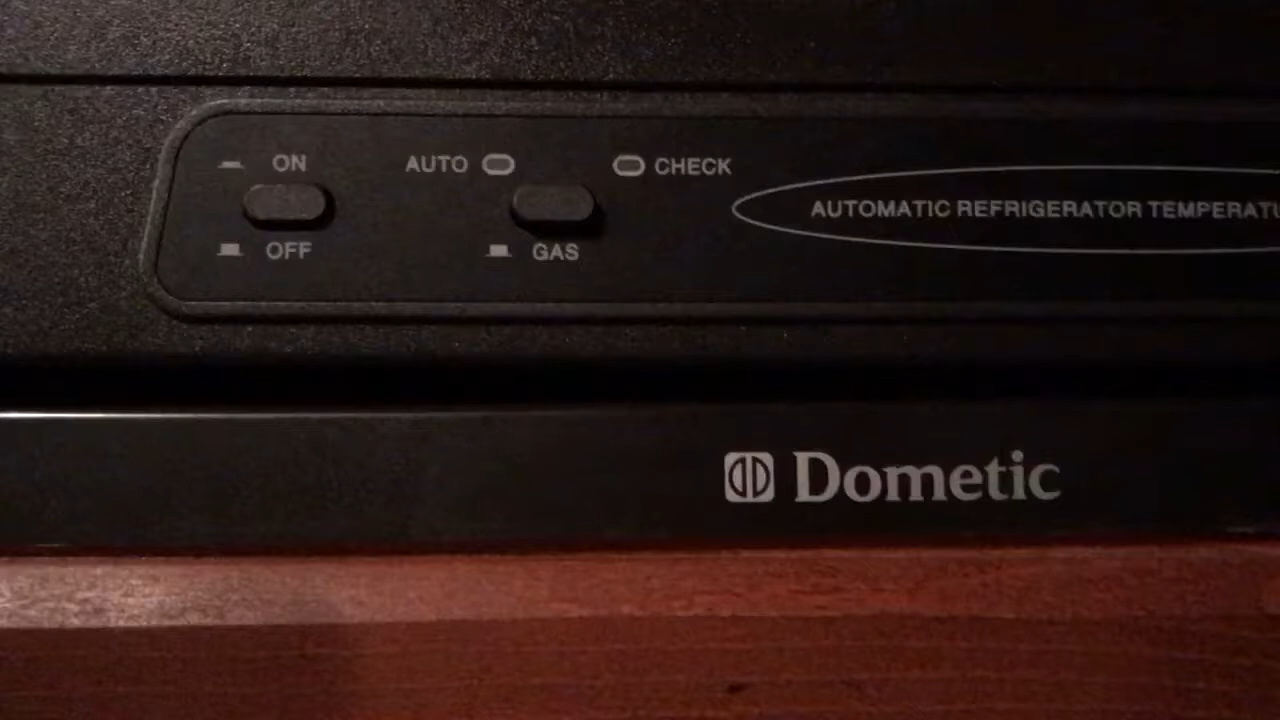 ON
AUTO
CHECK
AUTOMATIC REFRIGERATOR
OFF
GAS
Dometic